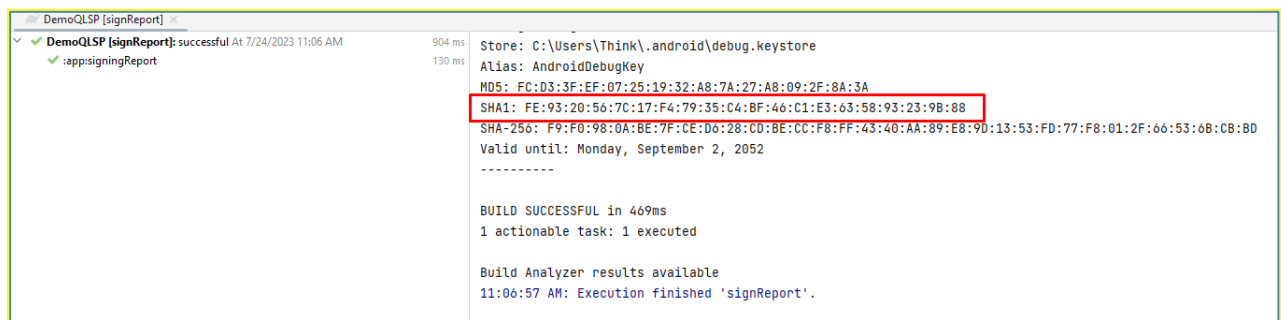 DemoQLSP [signReport] ×
DemoQLSP [signReport]: successful At 7/24/2023 11:06 AM 904 ms
:app:signingReport 130 ms
Store: C:\Users\Think\.android\debug.keystore
Alias: AndroidDebugKey
MD5: FC:D3:3F:EF:07:25:19:32:A8:7A:27:A8:09:2F:8A:3A
SHA1: FE:93:20:56:7C:17:F4:79:35:C4:BF:46:C1:E3:63:58:93:23:9B:88
SHA-256: F9:F0:98:0A:BE:7F:CE:D6:28:CD:BE:CC:F8:FF:43:40:AA:89:E8:9D:13:53:FD:77:F8:01:2F:66:53:6B:CB:BD
Valid until: Monday, September 2, 2052
----------
BUILD SUCCESSFUL in 469ms
1 actionable task: 1 executed
Build Analyzer results available
11:06:57 AM: Execution finished 'signReport'.